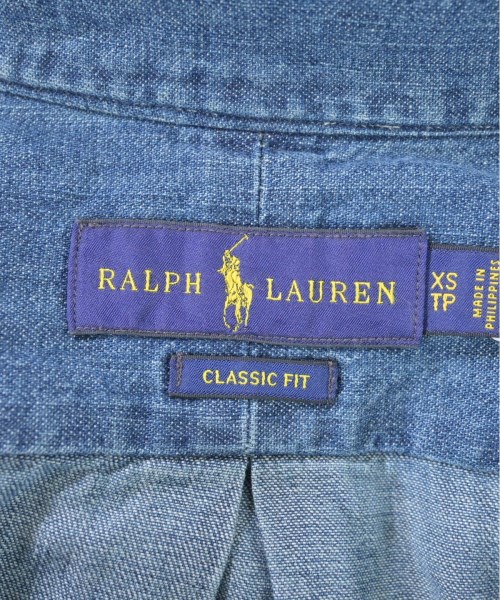 RALPH LAUREN
XS
TP
MADE IN
PHILIPPINES
CLASSIC FIT